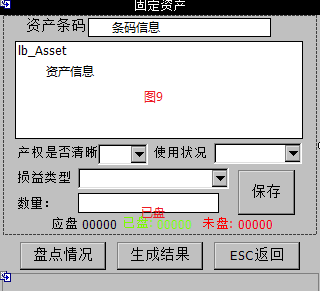 固定资产
资产条码 条码信息
lb_Asset
资产信息
图9
产权是否清晰 使用状况
损益类型
保存
数量：
已盘
应盘 00000 已盘: 00000 未盘: 00000
盘点情况 生成结果 ESC返回